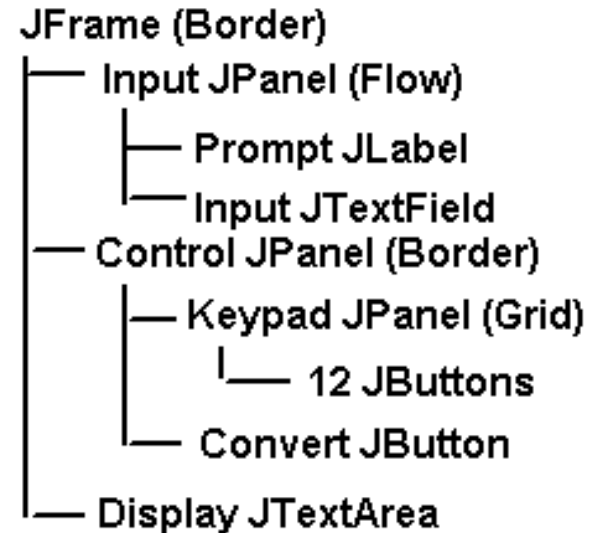 JFrame (Border)
Input JPanel (Flow)
Prompt JLabel
Input JTextField
Control JPanel (Border)
Keypad JPanel (Grid)
12 JButtons
Convert JButton
Display JTextArea